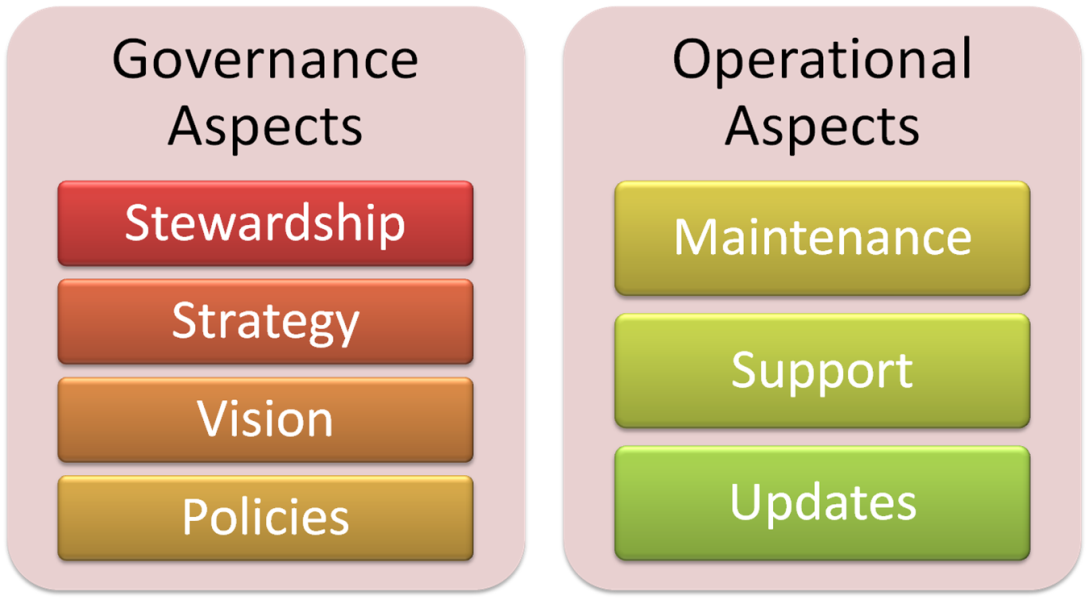 Governance
Aspects
Stewardship
Strategy
Vision
Policies
Operational
Aspects
Maintenance
Support
Updates